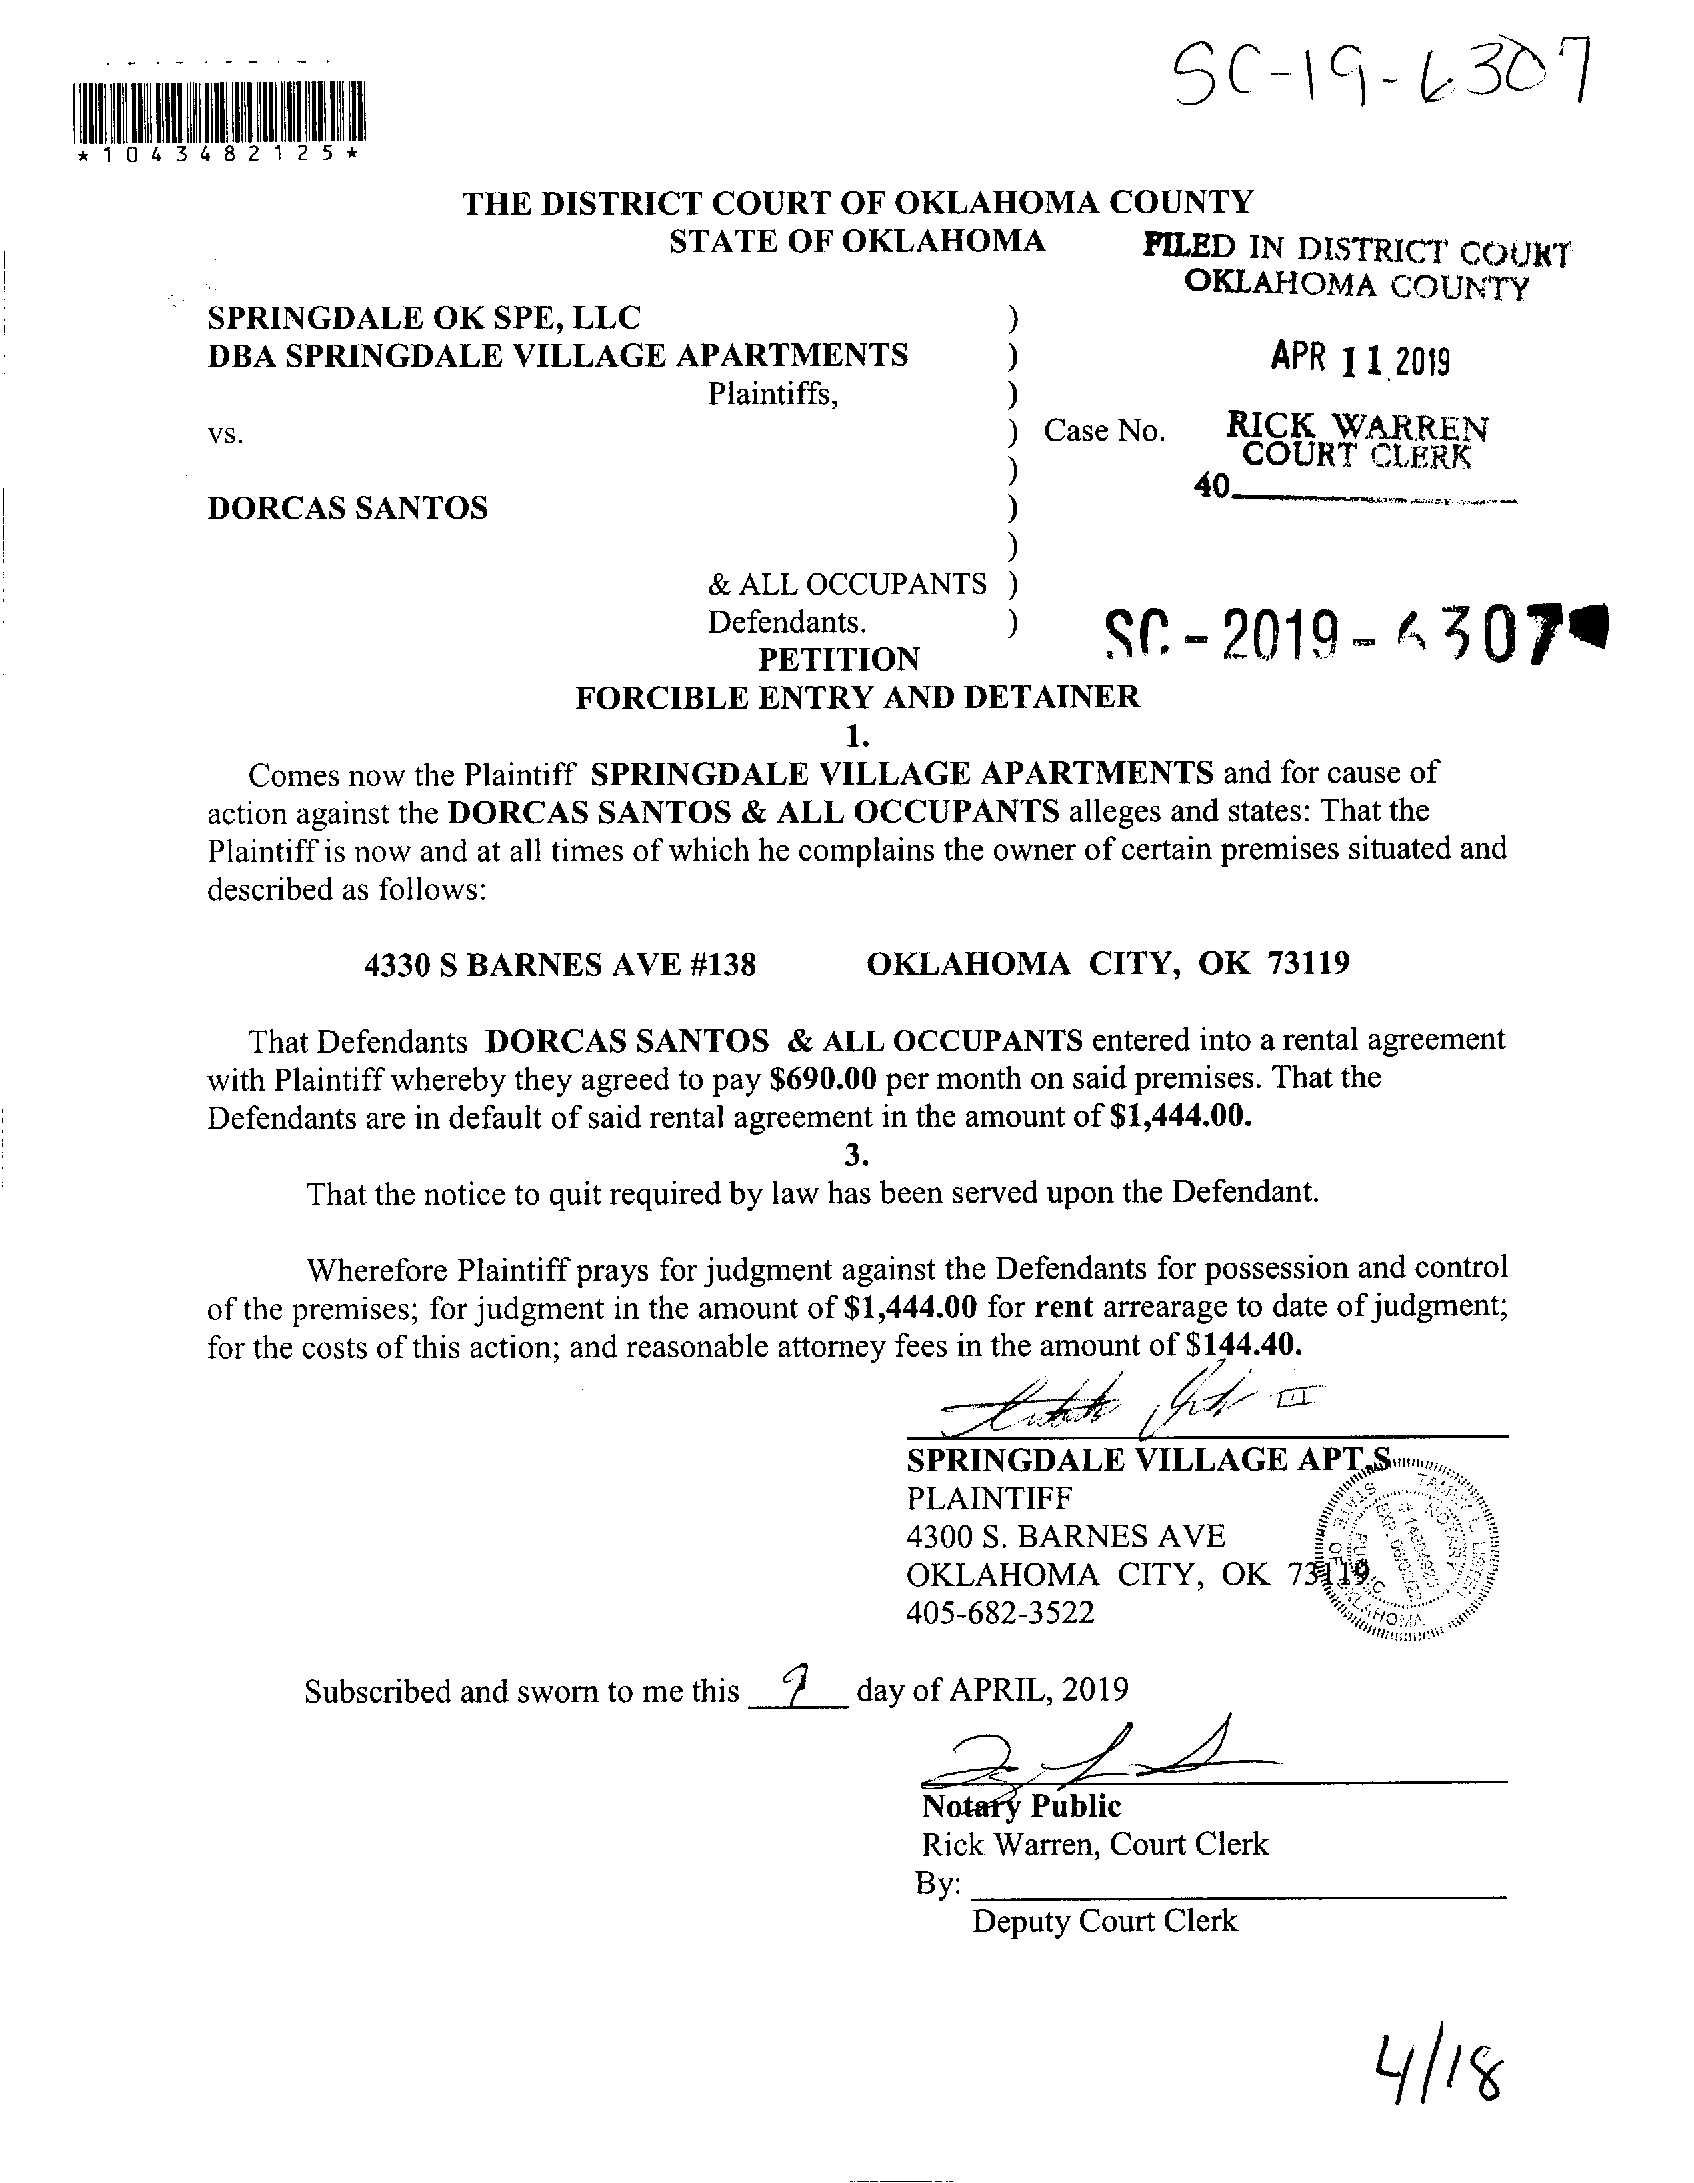 SC-19-6307
*1043482125*
THE DISTRICT COURT OF OKLAHOMA COUNTY
STATE OF OKLAHOMA
FILED IN DISTRICT COURT
OKLAHOMA COUNTY
SPRINGDALE OK SPE, LLC )
DBA SPRINGDALE VILLAGE APARTMENTS )
APR 11 2019
Plaintiffs, )
vs. ) Case No.
RICK WARREN
COURT CLERK
)
40
DORCAS SANTOS )
)
& ALL OCCUPANTS )
Defendants. )
SC-2019-6307
PETITION
FORCIBLE ENTRY AND DETAINER
1.
Comes now the Plaintiff SPRINGDALE VILLAGE APARTMENTS and for cause of
action against the DORCAS SANTOS & ALL OCCUPANTS alleges and states: That the
Plaintiff is now and at all times of which he complains the owner of certain premises situated and
described as follows:
4330 S BARNES AVE #138 OKLAHOMA CITY, OK 73119
That Defendants DORCAS SANTOS & ALL OCCUPANTS entered into a rental agreement
with Plaintiff whereby they agreed to pay $690.00 per month on said premises. That the
Defendants are in default of said rental agreement in the amount of $1,444.00.
3.
That the notice to quit required by law has been served upon the Defendant.
Wherefore Plaintiff prays for judgment against the Defendants for possession and control
of the premises; for judgment in the amount of $1,444.00 for rent arrearage to date of judgment;
for the costs of this action; and reasonable attorney fees in the amount of $144.40.
III
SPRINGDALE VILLAGE APT.S
PLAINTIFF
4300 S. BARNES AVE
OKLAHOMA CITY, OK 73119
405-682-3522
NOTARY
PUBLIC
STATE OF OKLAHOMA
Subscribed and sworn to me this 9 day of APRIL, 2019
Notary Public
Rick Warren, Court Clerk
By:
Deputy Court Clerk
4/18